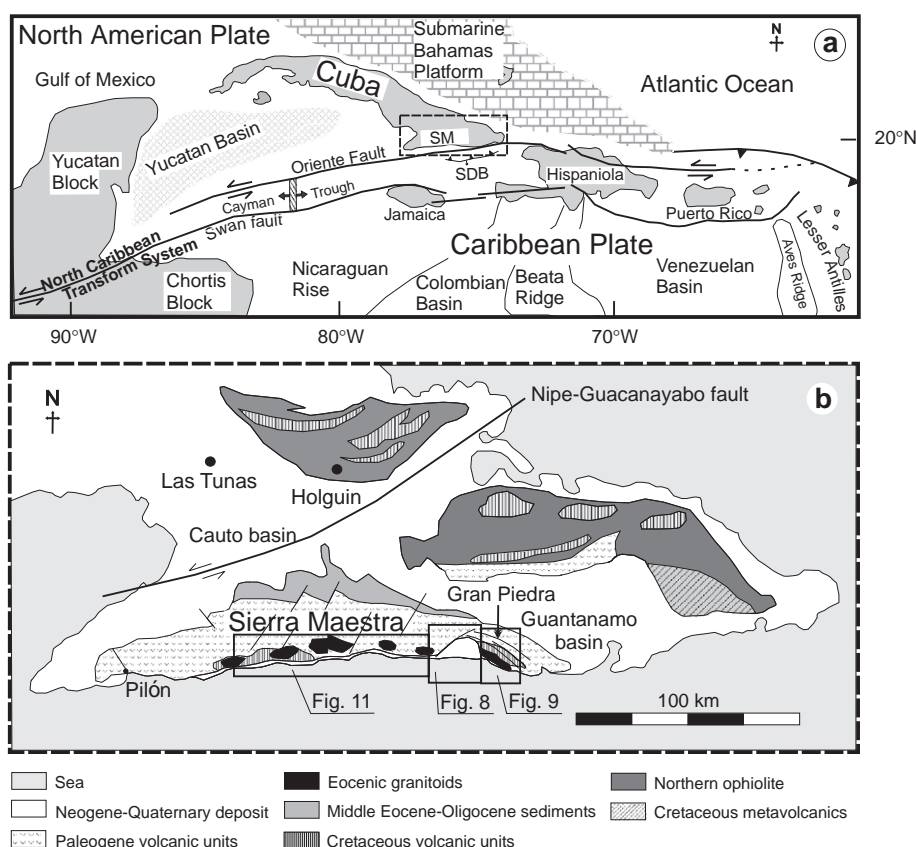 North American Plate
Submarine
Bahamas
Platform
N
a
Gulf of Mexico
Cuba
Atlantic Ocean
Yucatan Basin
SM
20°N
Yucatan
Block
Oriente Fault
SDB
Hispaniola
Cayman
Trough
Swan fault
Jamaica
Puerto Rico
North Caribbean
Transform System
Caribbean Plate
Lesser Antilles
Aves Ridge
Chortis
Block
Nicaraguan
Rise
Colombian
Basin
Beata
Ridge
Venezuelan
Basin
90°W
80°W
70°W
N
b
Nipe-Guacanayabo fault
Las Tunas
Holguin
Cauto basin
Gran Piedra
Sierra Maestra
Guantanamo
basin
Pilón
Fig. 11
Fig. 8
Fig. 9
100 km
Sea
Eocenic granitoids
Northern ophiolite
Neogene-Quaternary deposit
Middle Eocene-Oligocene sediments
Cretaceous metavolcanics
Paleogene volcanic units
Cretaceous volcanic units